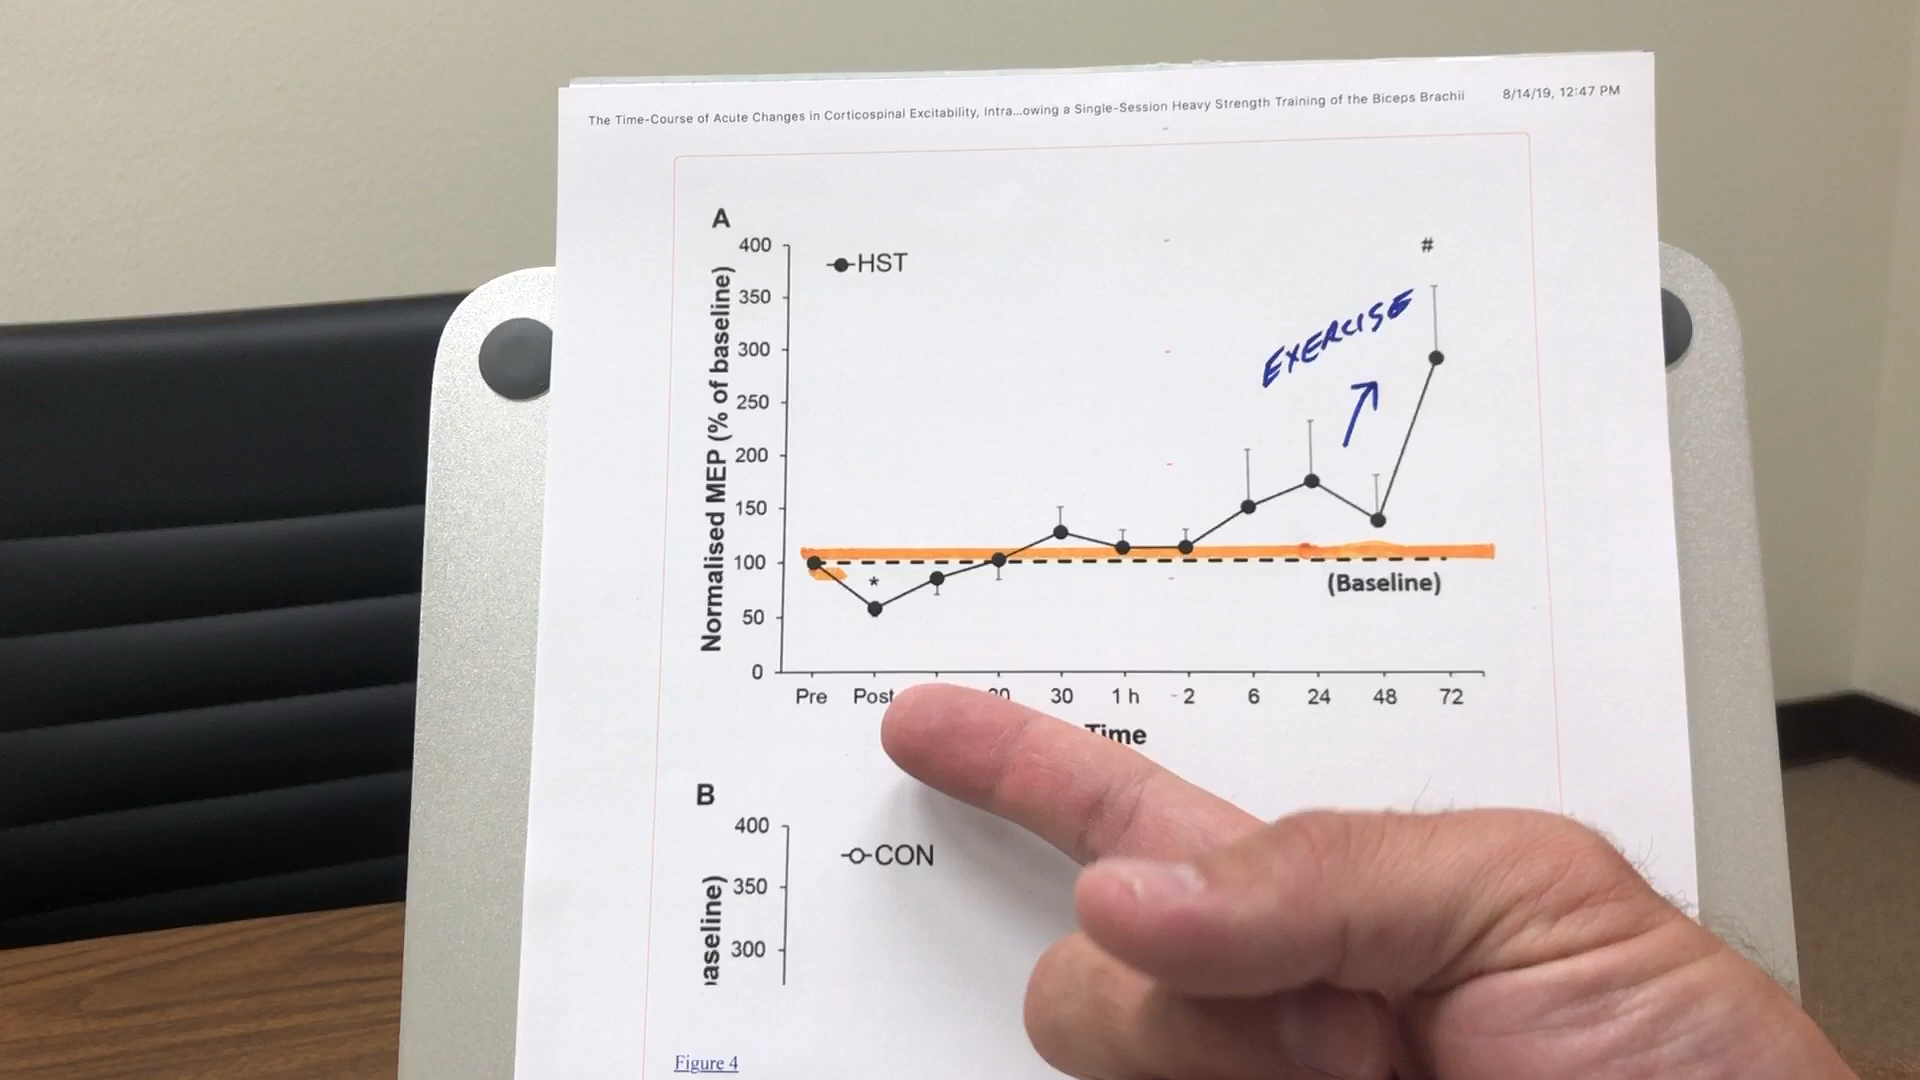 The Time-Course of Acute Changes in Corticospinal Excitability, Intra...owing a Single-Session Heavy Strength Training of the Biceps Brachii 8/14/19, 12:47 PM
A
400
HST
#
350
300
250
200
150
100
50
0
Normalised MEP (% of baseline)
EXERCISE
*
(Baseline)
Pre Post 30 1 h 2 6 24 48 72
Time
B
400
CON
350
300
aseline)
Figure 4